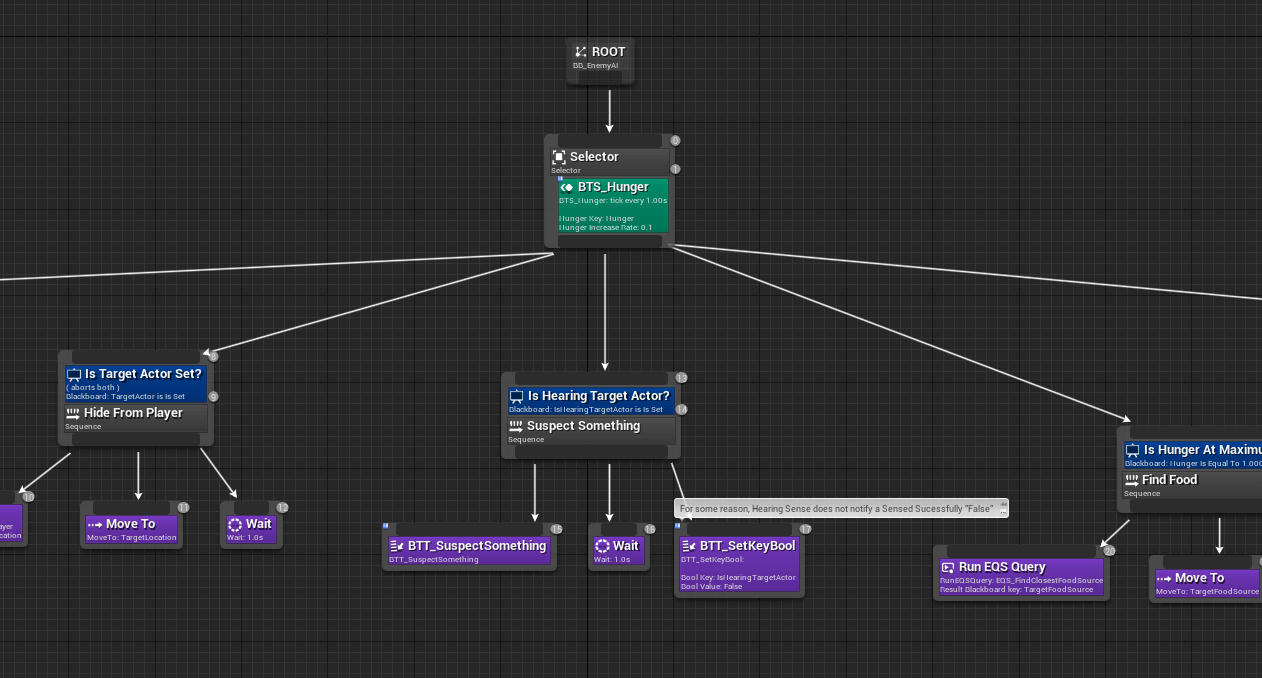 ROOT
BB_EnemyAI
0
Selector
Selector
1
BTS_Hunger
BTS_Hunger: tick every 1.00s
Hunger Key: Hunger
Hunger Increase Rate: 0.1
8
Is Target Actor Set?
( aborts both )
Blackboard: TargetActor is Is Set
9
Hide From Player
Sequence
13
Is Hearing Target Actor?
Blackboard: IsHearingTargetActor is Is Set
14
Suspect Something
Sequence
Is Hunger At Maximu
Blackboard: Hunger Is Equal To 1.000
Find Food
Sequence
10
ayer
cation
11
Move To
MoveTo: TargetLocation
12
Wait
Wait: 1.0s
15
BTT_SuspectSomething
BTT_SuspectSomething
16
Wait
Wait: 1.0s
For some reason, Hearing Sense does not notify a Sensed Sucessfully "False"
17
BTT_SetKeyBool
BTT_SetKeyBool:
Bool Key: IsHearingTargetActor
Bool Value: False
20
Run EQS Query
RunEQSQuery: EQS_FindClosestFoodSource
Result Blackboard key: TargetFoodSource
Move To
MoveTo: TargetFoodSource